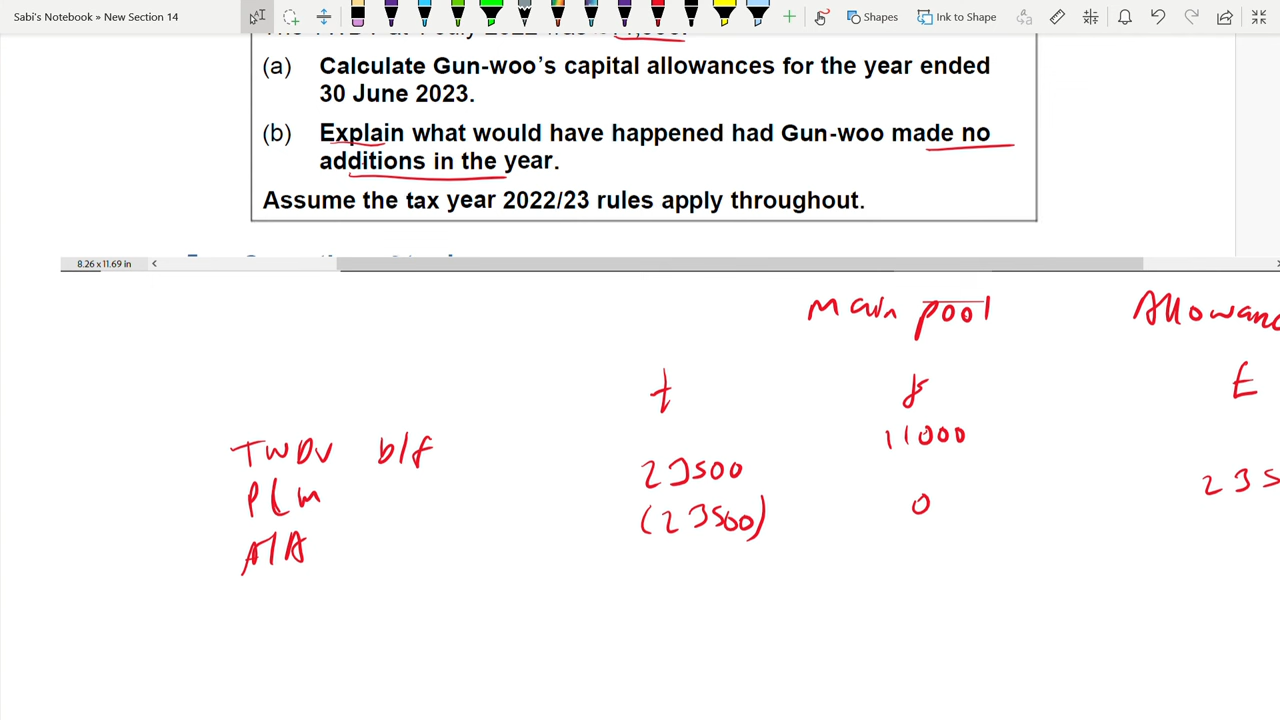 Sabi's Notebook » New Section 14
Shapes
Ink to Shape
(a) Calculate Gun-woo's capital allowances for the year ended
30 June 2023.
(b) Explain what would have happened had Gun-woo made no
additions in the year.
Assume the tax year 2022/23 rules apply throughout.
8.26 x 11.69 in
Main pool Allowanc
£ £ £
TWDV b/f 11000
P&M 23500 235
AIA (23500) 0